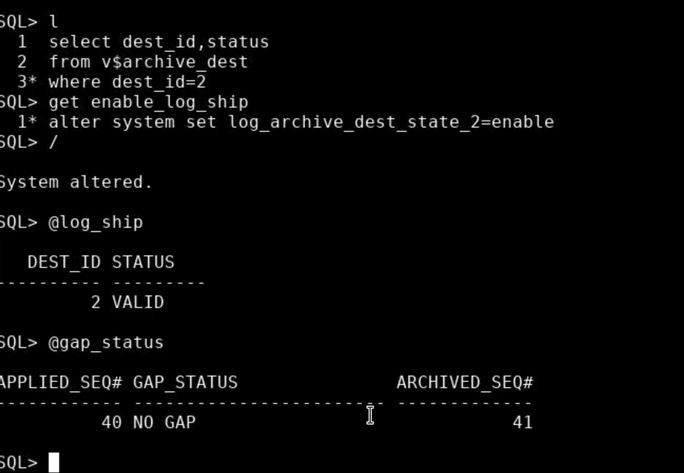 SQL> l
  1  select dest_id,status
  2  from v$archive_dest
  3* where dest_id=2
SQL> get enable_log_ship
  1* alter system set log_archive_dest_state_2=enable
SQL> /
System altered.
SQL> @log_ship
   DEST_ID STATUS
---------- ---------
         2 VALID
SQL> @gap_status
APPLIED_SEQ# GAP_STATUS               ARCHIVED_SEQ#
------------ ------------------------ -------------
          40 NO GAP                              41
SQL>